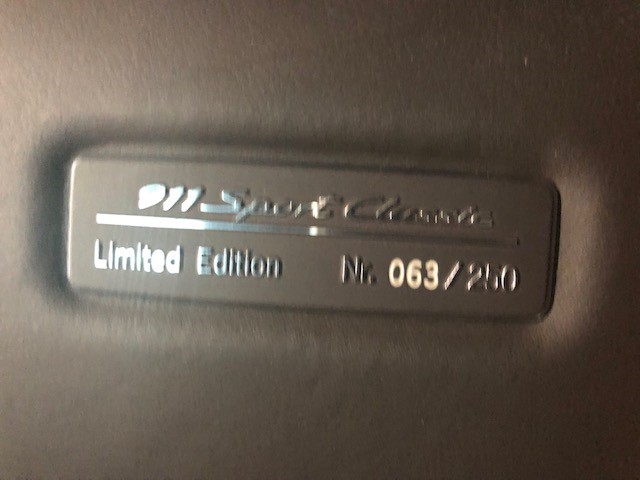 911 Sport Classic
Limited Edition Nr. 063/250